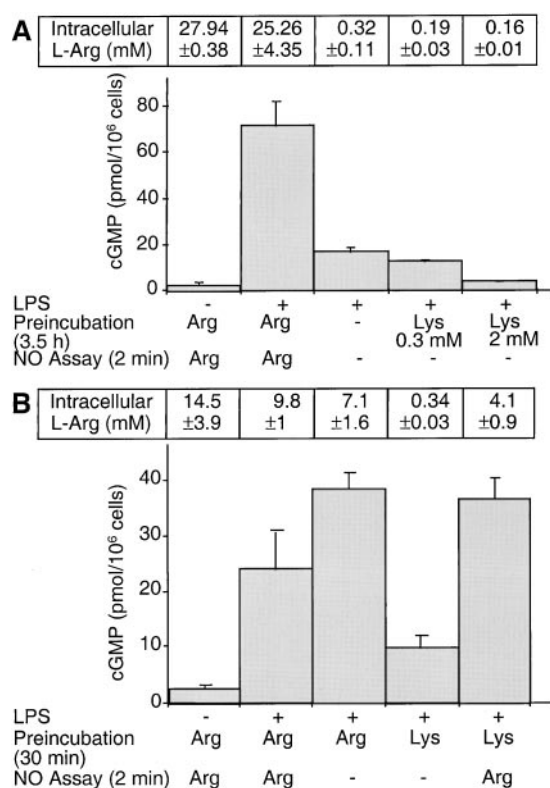 A
Intracellular 27.94 25.26 0.32 0.19 0.16
L-Arg (mM) ±0.38 ±4.35 ±0.11 ±0.03 ±0.01
cGMP (pmol/10⁶ cells)
80
60
40
20
0
LPS - + + + +
Preincubation Arg Arg - Lys Lys
(3.5 h) 0.3 mM 2 mM
NO Assay (2 min) Arg Arg - - -
B
Intracellular 14.5 9.8 7.1 0.34 4.1
L-Arg (mM) ±3.9 ±1 ±1.6 ±0.03 ±0.9
cGMP (pmol/10⁶ cells)
40
30
20
10
0
LPS - + + + +
Preincubation Arg Arg Arg Lys Lys
(30 min)
NO Assay (2 min) Arg Arg - - Arg